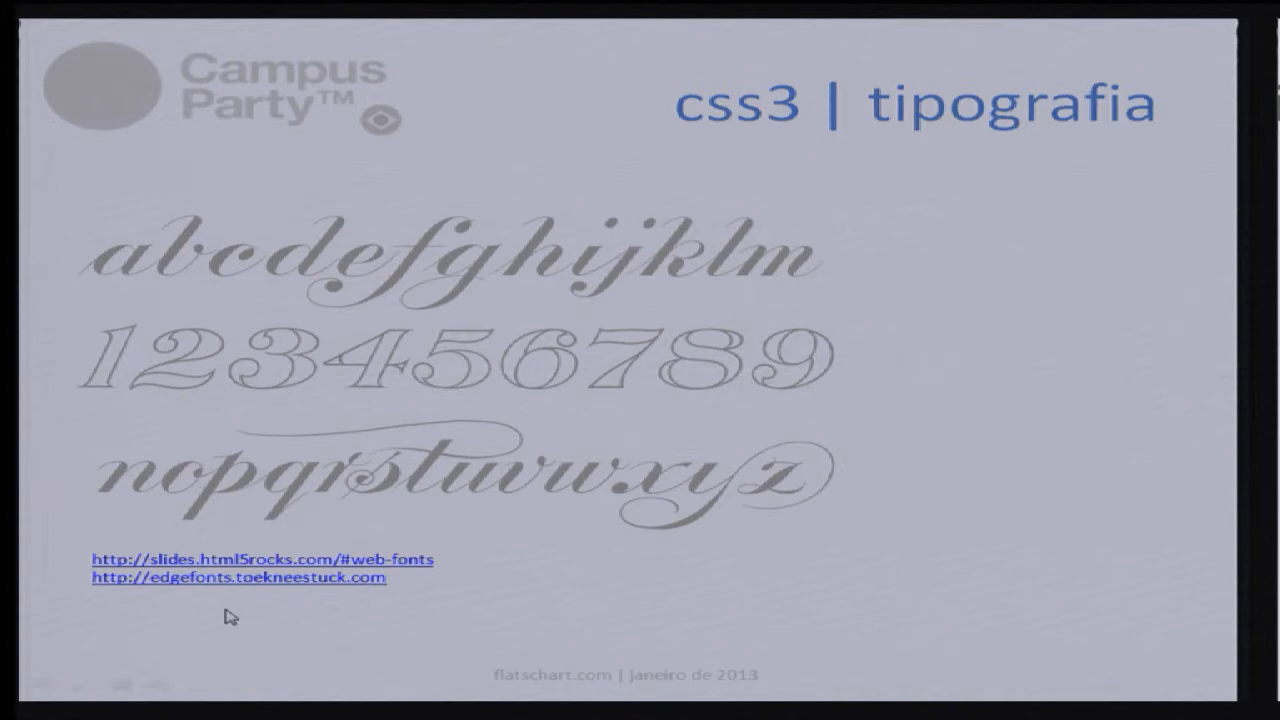 Campus
Party™
css3 | tipografia
abcdefghijklm
123456789
nopqrstuvwxyz
http://slides.html5rocks.com/#web-fonts
http://edgefonts.toekneestuck.com
flatschart.com | janeiro de 2013